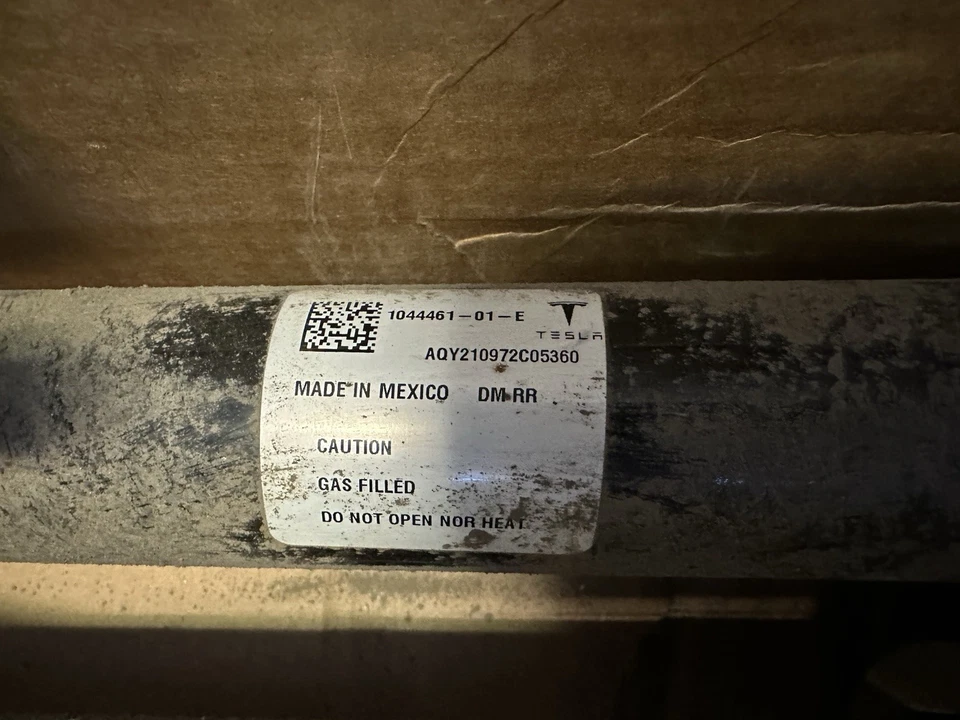 1044461-01-E
TESLA
AQY210972C05360
MADE IN MEXICO DM-RR
CAUTION
GAS FILLED
DO NOT OPEN NOR HEAT